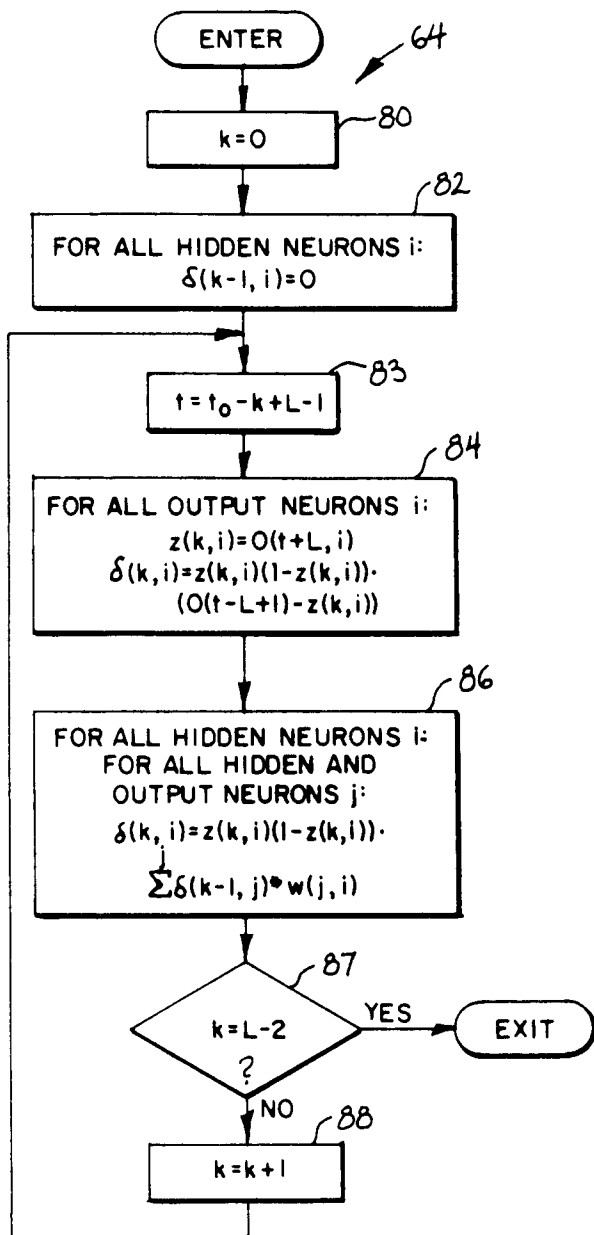 ENTER
64
80
k=0
82
FOR ALL HIDDEN NEURONS i:
δ(k-1, i)=0
83
t=t₀-k+L-1
84
FOR ALL OUTPUT NEURONS i:
z(k,i)=O(t+L,i)
δ(k,i)=z(k,i)(1-z(k,i))·
(O(t-L+1)-z(k,i))
86
FOR ALL HIDDEN NEURONS i:
FOR ALL HIDDEN AND
OUTPUT NEURONS j:
δ(k, i)=z(k,i)(1-z(k,i))·
j
Σδ(k-1, j)*w(j,i)
87
k=L-2
?
YES
EXIT
NO
88
k=k+1